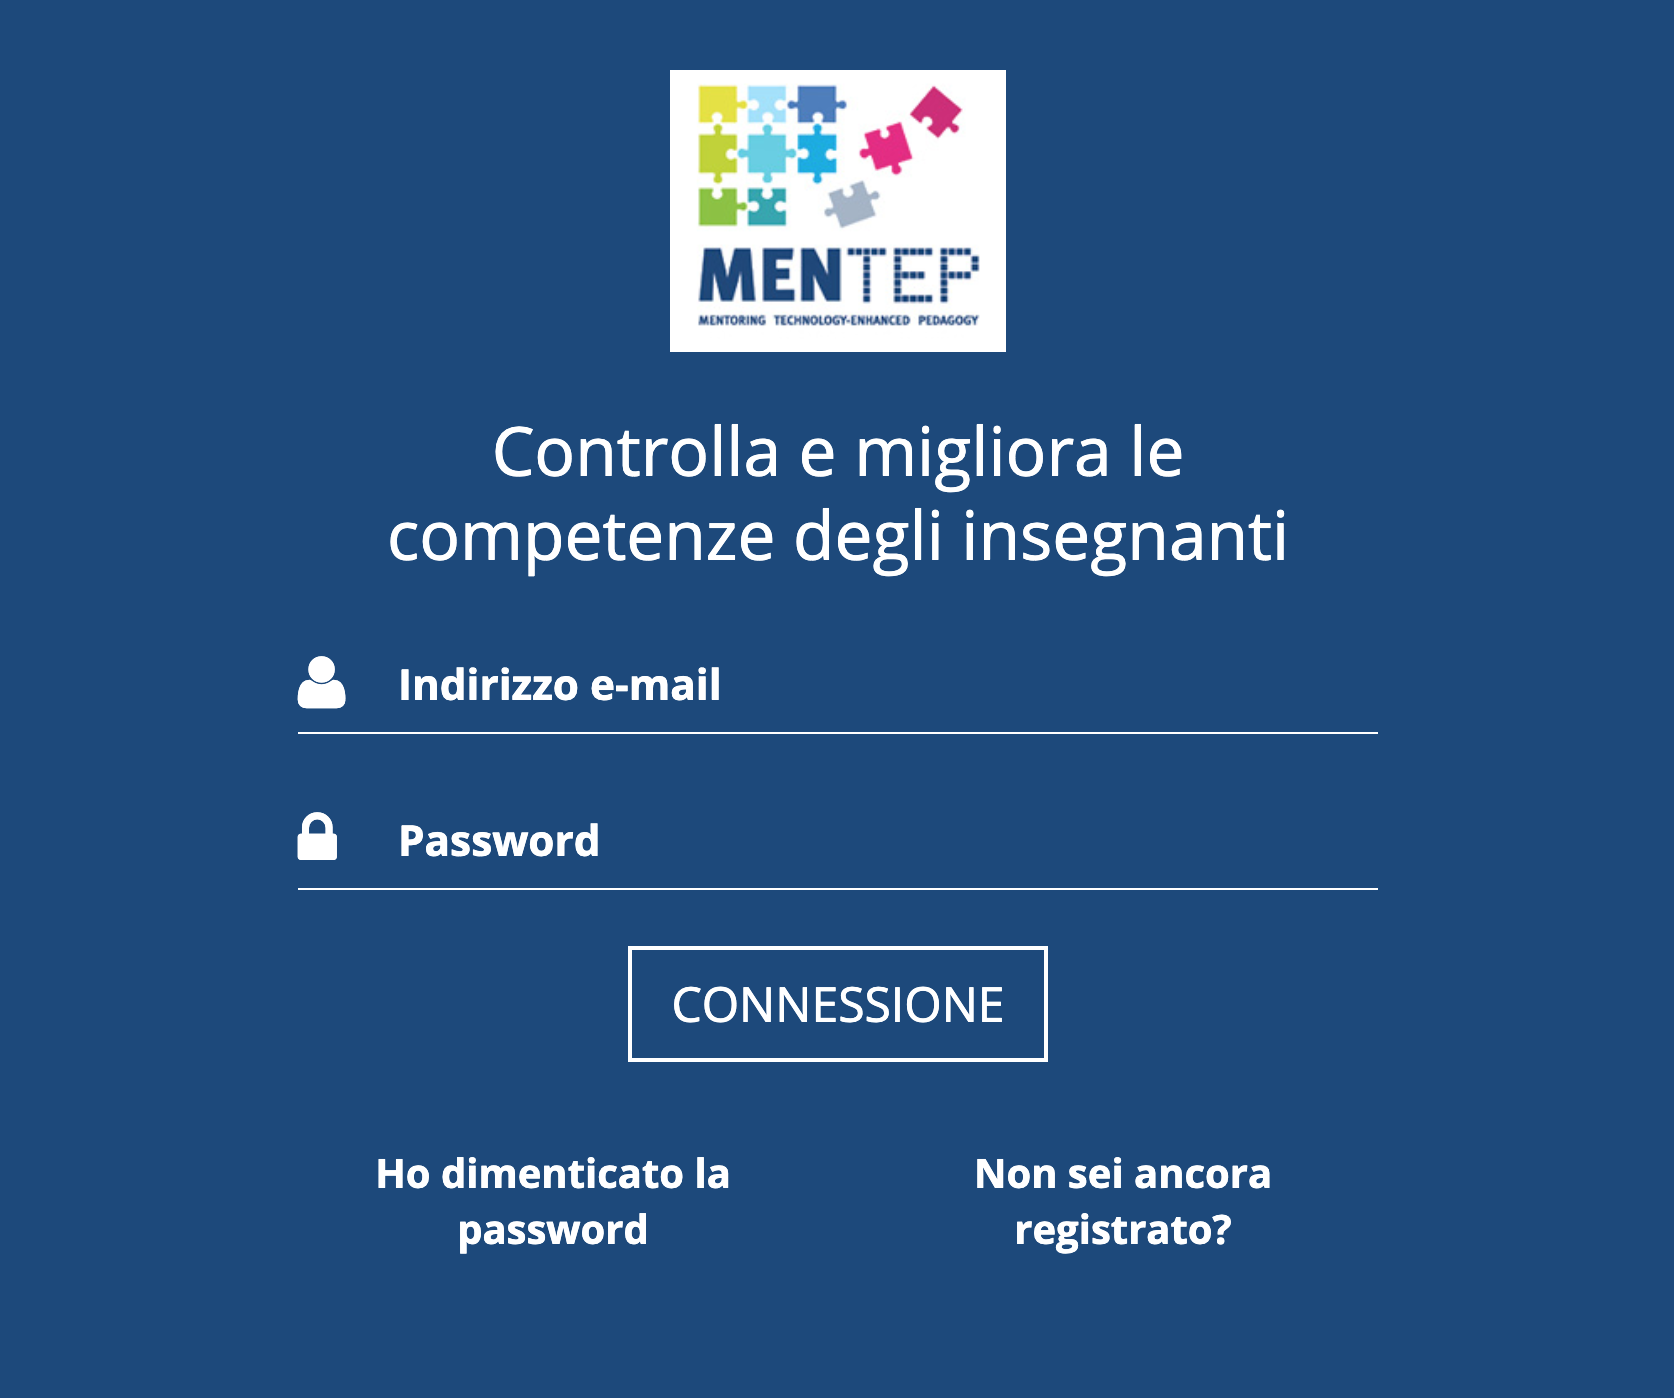 MENTEP
MENTORING TECHNOLOGY-ENHANCED PEDAGOGY
Controlla e migliora le
competenze degli insegnanti
Indirizzo e-mail
Password
CONNESSIONE
Ho dimenticato la
password
Non sei ancora
registrato?